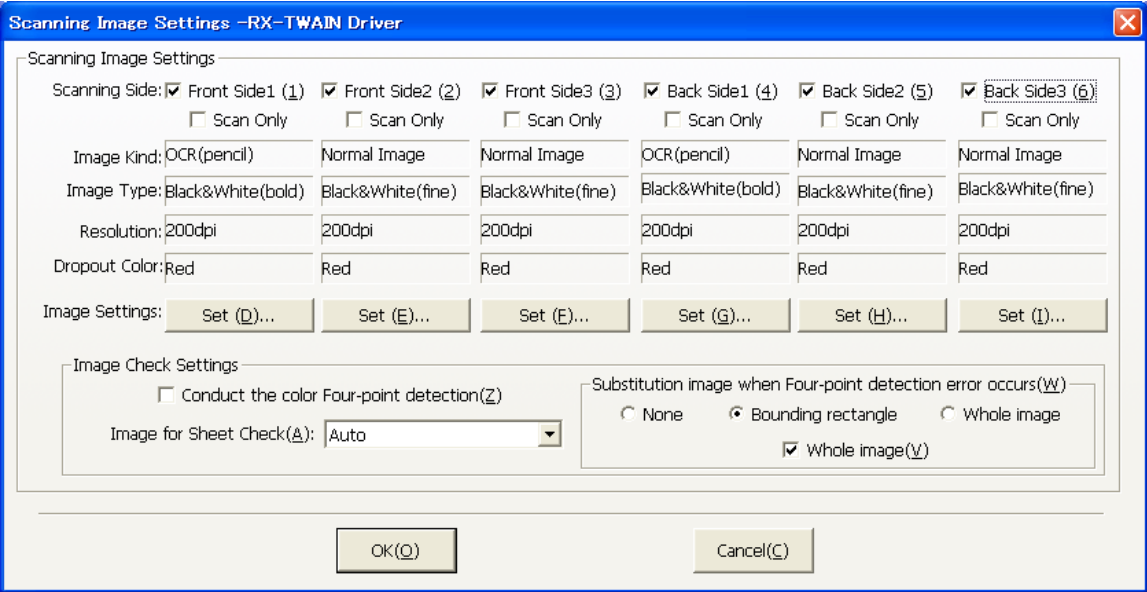 Scanning Image Settings -RX-TWAIN Driver
Scanning Image Settings
Scanning Side: Front Side1 (1) Front Side2 (2) Front Side3 (3) Back Side1 (4) Back Side2 (5) Back Side3 (6)
Scan Only Scan Only Scan Only Scan Only Scan Only Scan Only
Image Kind: OCR(pencil) Normal Image Normal Image OCR(pencil) Normal Image Normal Image
Image Type: Black&White(bold) Black&White(fine) Black&White(fine) Black&White(bold) Black&White(fine) Black&White(fine)
Resolution: 200dpi 200dpi 200dpi 200dpi 200dpi 200dpi
Dropout Color: Red Red Red Red Red Red
Image Settings: Set (D)... Set (E)... Set (F)... Set (G)... Set (H)... Set (I)...
Image Check Settings
Conduct the color Four-point detection(Z)
Image for Sheet Check(A): Auto
Substitution image when Four-point detection error occurs(W)
None Bounding rectangle Whole image
Whole image(V)
OK(O) Cancel(C)